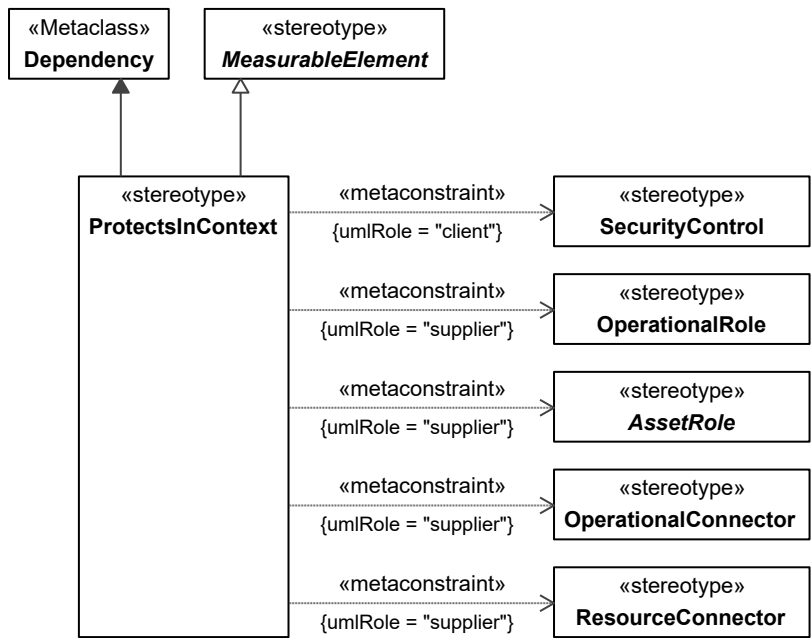 «Metaclass»
Dependency
«stereotype»
MeasurableElement
«stereotype»
ProtectsInContext
«metaconstraint»
{umlRole = "client"}
«stereotype»
SecurityControl
«metaconstraint»
{umlRole = "supplier"}
«stereotype»
OperationalRole
«metaconstraint»
{umlRole = "supplier"}
«stereotype»
AssetRole
«metaconstraint»
{umlRole = "supplier"}
«stereotype»
OperationalConnector
«metaconstraint»
{umlRole = "supplier"}
«stereotype»
ResourceConnector